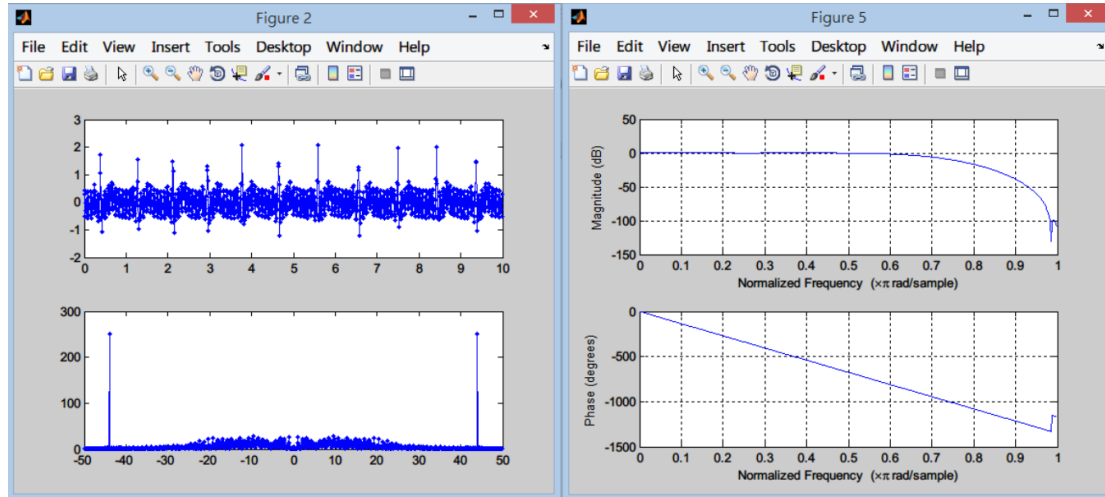 Figure 2
File Edit View Insert Tools Desktop Window Help
3
2
1
0
-1
-2
0 1 2 3 4 5 6 7 8 9 10
300
200
100
0
-50 -40 -30 -20 -10 0 10 20 30 40 50
Figure 5
File Edit View Insert Tools Desktop Window Help
50
0
-50
-100
-150
Magnitude (dB)
0 0.1 0.2 0.3 0.4 0.5 0.6 0.7 0.8 0.9 1
Normalized Frequency (×π rad/sample)
0
-500
-1000
-1500
Phase (degrees)
0 0.1 0.2 0.3 0.4 0.5 0.6 0.7 0.8 0.9 1
Normalized Frequency (×π rad/sample)